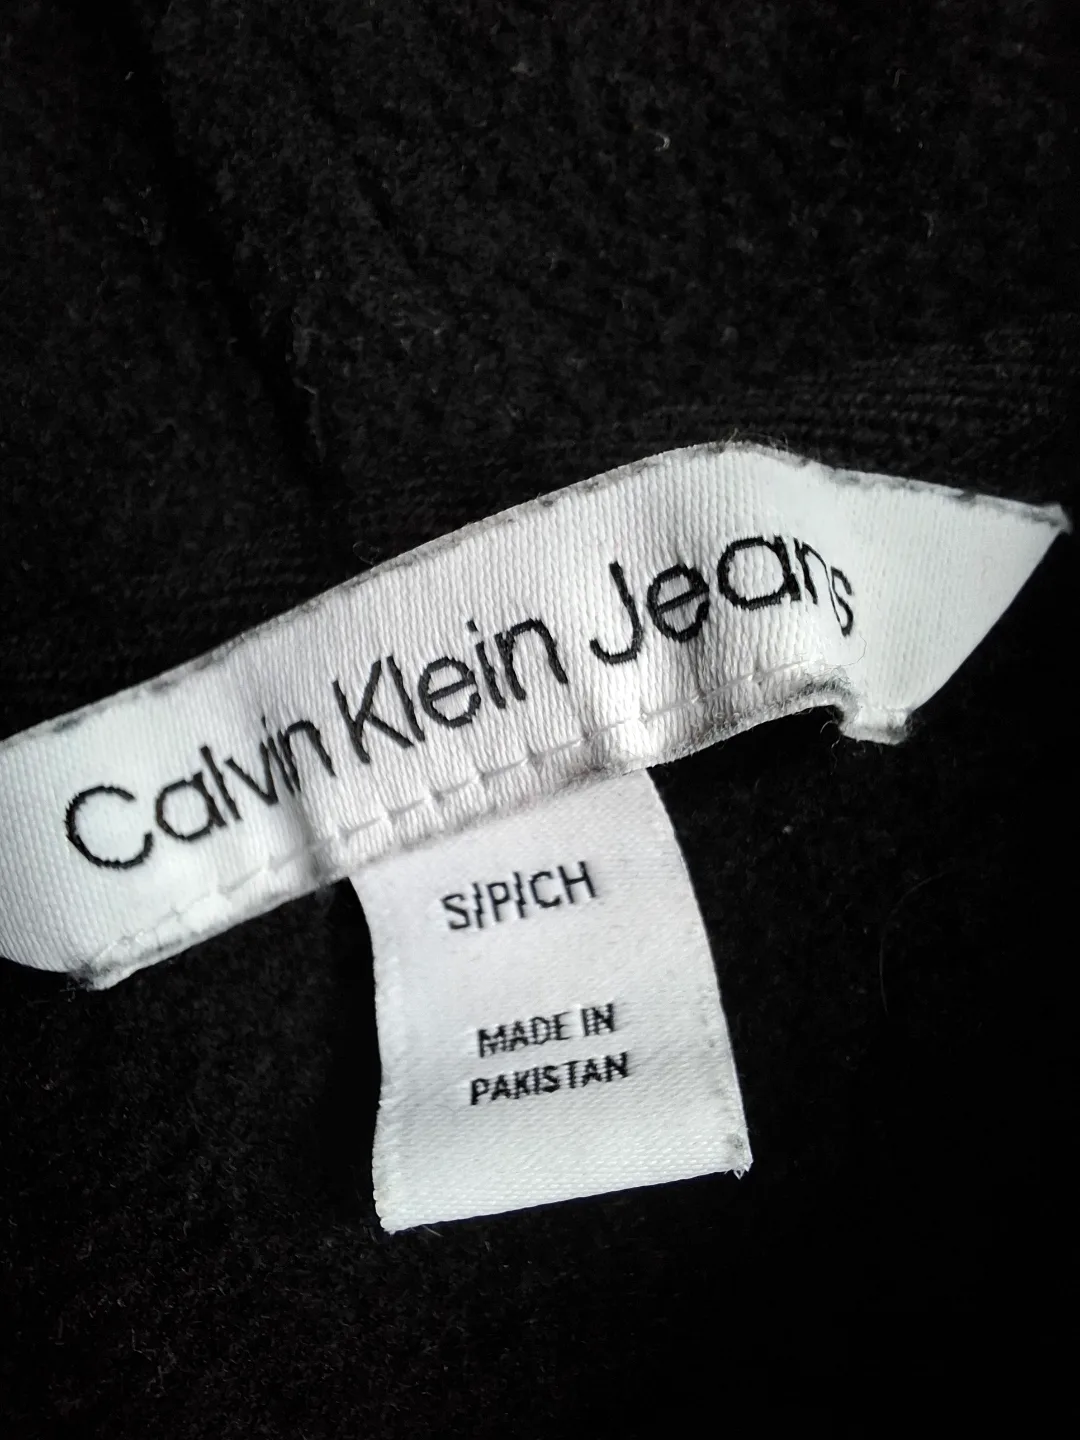 Calvin Klein Jeans
S/P/CH
MADE IN
PAKISTAN